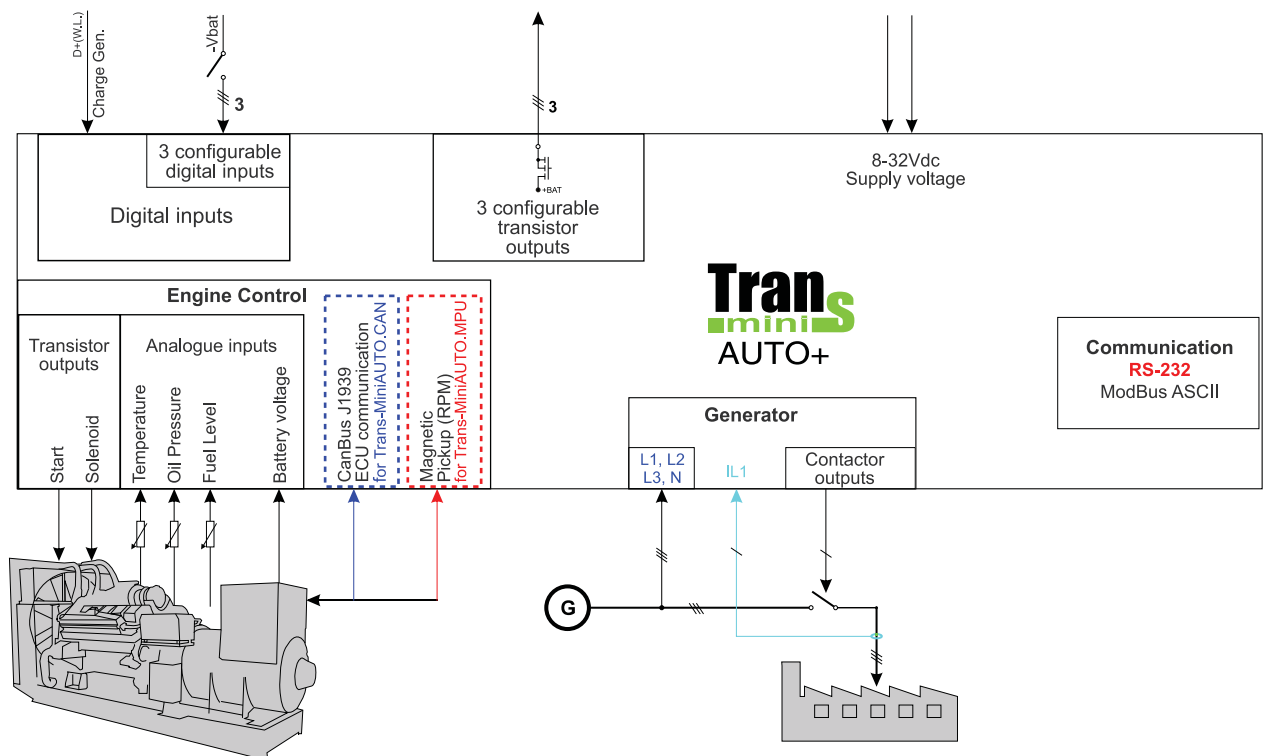 D+(W.L.)
Charge Gen.
-Vbat
3
3
3 configurable
digital inputs
Digital inputs
+BAT
3 configurable
transistor
outputs
8-32Vdc
Supply voltage
Engine Control
Transistor
outputs
Start
Solenoid
Analogue inputs
Temperature
Oil Pressure
Fuel Level
Battery voltage
CanBus J1939
ECU communication
for Trans-MiniAUTO.CAN
Magnetic
Pickup (RPM)
for Trans-MiniAUTO.MPU
Trans
mini
AUTO+
Communication
RS-232
ModBus ASCII
Generator
L1, L2
L3, N
IL1
Contactor
outputs
G